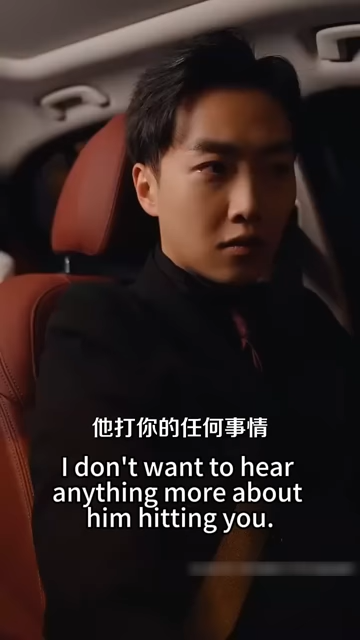 他打你的任何事情
I don't want to hear
anything more about
him hitting you.